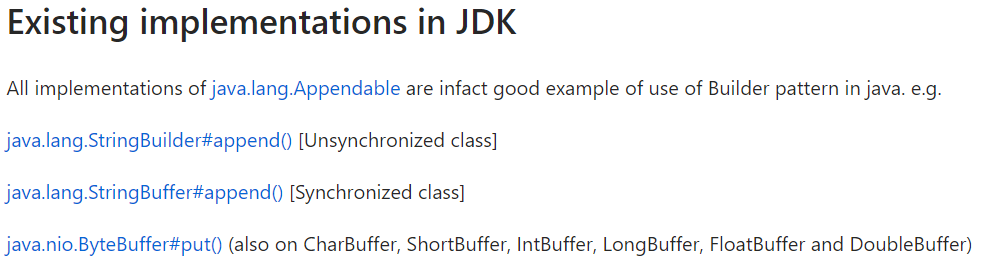 Existing implementations in JDK
All implementations of java.lang.Appendable are infact good example of use of Builder pattern in java. e.g.
java.lang.StringBuilder#append() [Unsynchronized class]
java.lang.StringBuffer#append() [Synchronized class]
java.nio.ByteBuffer#put() (also on CharBuffer, ShortBuffer, IntBuffer, LongBuffer, FloatBuffer and DoubleBuffer)